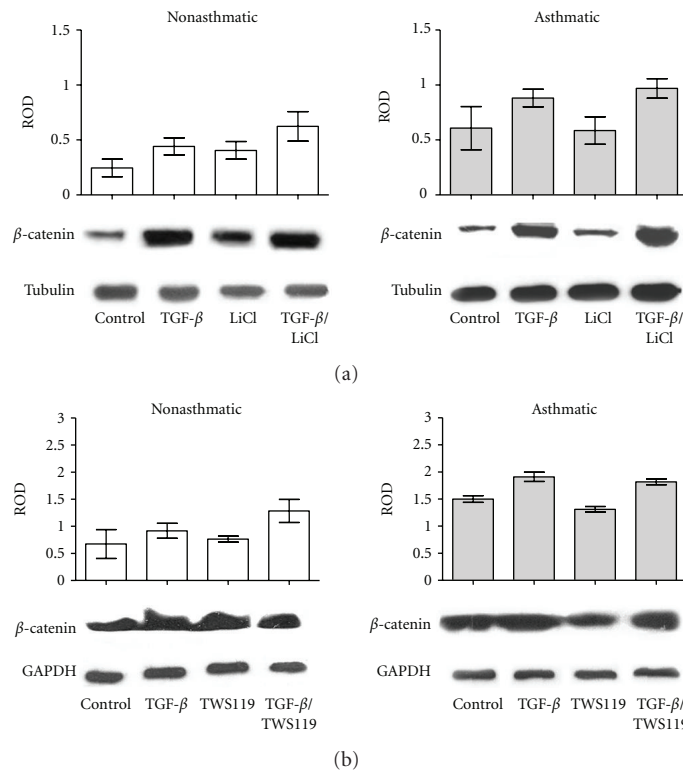 Nonasthmatic
1
0.5
0
ROD
β-catenin
Tubulin
Control TGF-β LiCl TGF-β/
LiCl
Asthmatic
1.5
1
0.5
0
ROD
β-catenin
Tubulin
Control TGF-β LiCl TGF-β/
LiCl
(a)
Nonasthmatic
3
2.5
2
1.5
1
0.5
0
ROD
β-catenin
GAPDH
Control TGF-β TWS119 TGF-β/
TWS119
Asthmatic
3
2.5
2
1.5
1
0.5
0
ROD
β-catenin
GAPDH
Control TGF-β TWS119 TGF-β/
TWS119
(b)